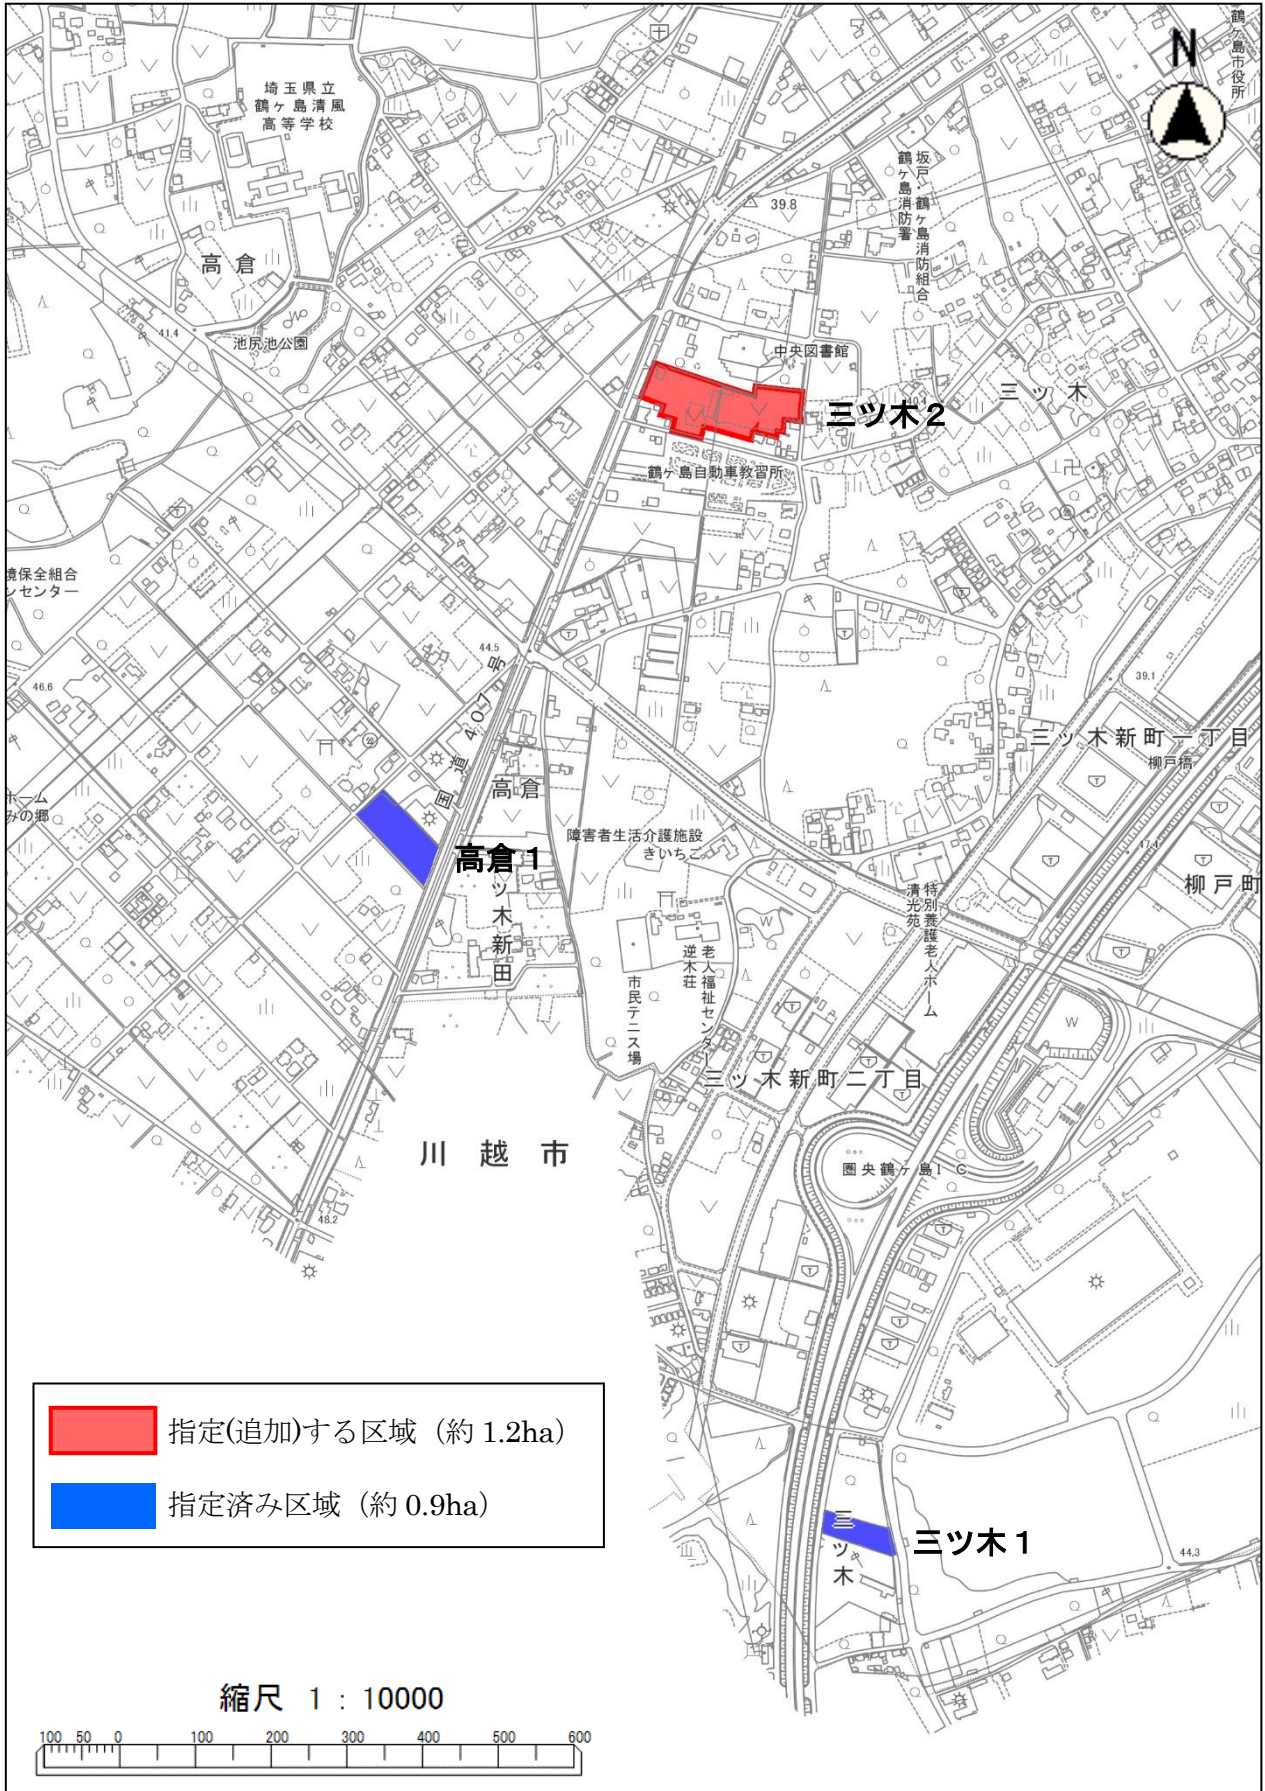 鶴ヶ島市役所
N
埼玉県立
鶴ヶ島清風
高等学校
坂戸・鶴ヶ島消防組合
鶴ヶ島消防署
39.8
高倉
41.4
池尻池公園
中央図書館
三ツ木
40.4
三ツ木２
鶴ヶ島自動車教習所
境保全組合
ンセンター
44.5
46.6
国道407号
39.1
三ツ木新町一丁目
柳戸橋
高倉
ホーム
みの郷
障害者生活介護施設
きいちご
高倉１
ツ木新田
47.4
柳戸町
特別養護老人ホーム
清光苑
老人福祉センター
逆木荘
市民テニス場
三ツ木新町二丁目
川越市
圏央鶴ヶ島IC
48.2
指定(追加)する区域（約 1.2ha）
指定済み区域（約 0.9ha）
三ツ木
三ツ木１
44.3
縮尺 1：10000
100 50 0 100 200 300 400 500 600